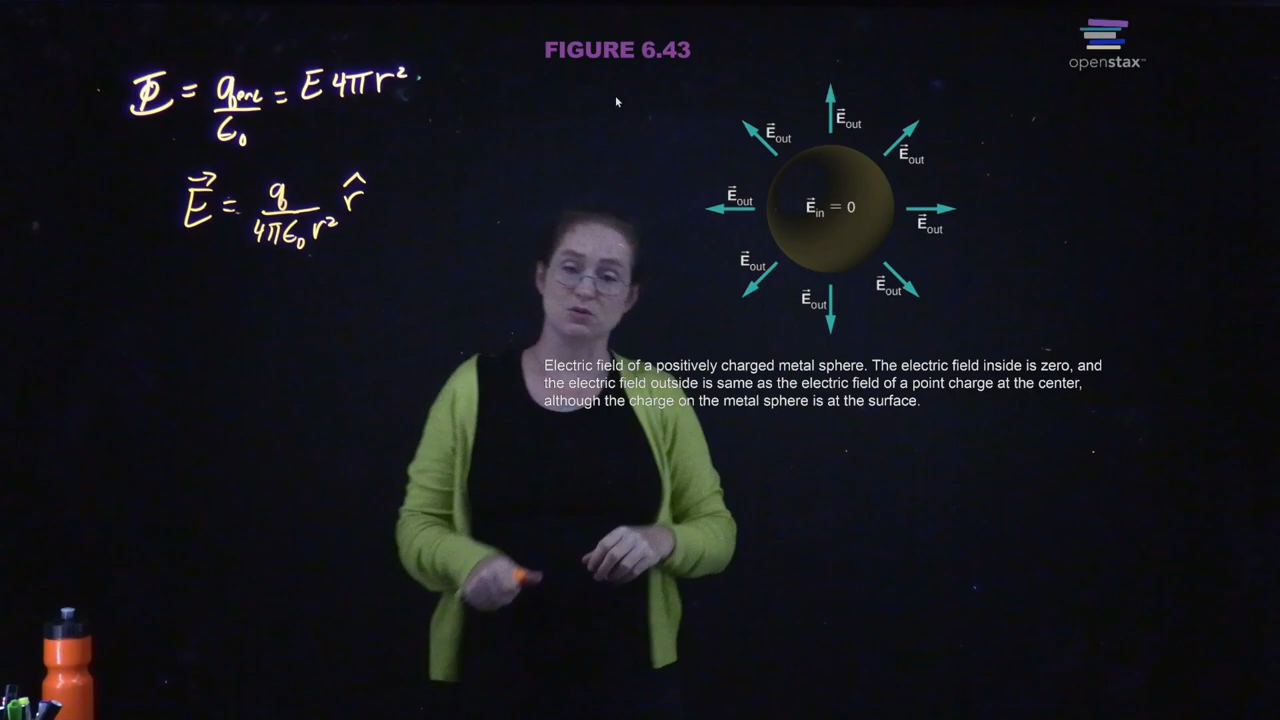 FIGURE 6.43
openstax™
Φ = q_enc/ε₀ = E 4πr²
E⃗ = q/(4πε₀r²) r̂
E⃗out
E⃗out
E⃗out
E⃗out
E⃗in = 0
E⃗out
E⃗out
E⃗out
E⃗out
Electric field of a positively charged metal sphere. The electric field inside is zero, and
the electric field outside is same as the electric field of a point charge at the center,
although the charge on the metal sphere is at the surface.